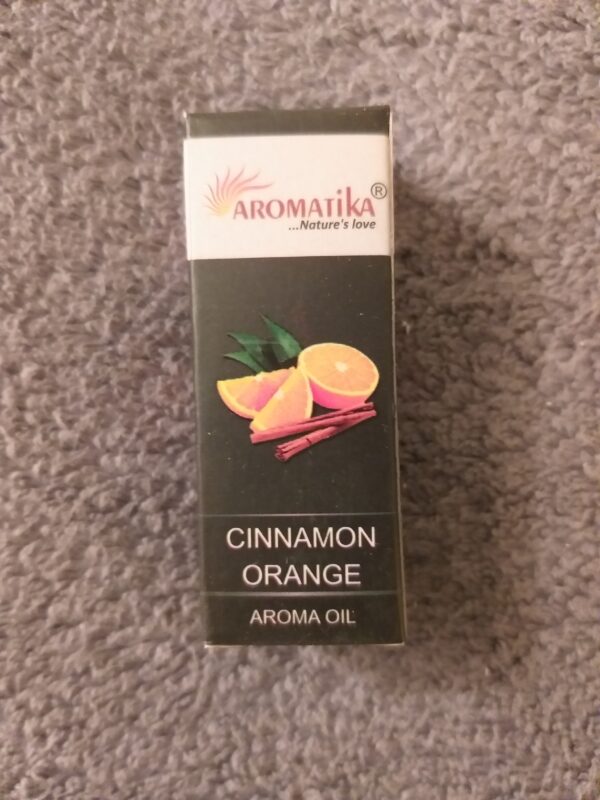 AROMATIKA®
...Nature's love
CINNAMON
ORANGE
AROMA OIL